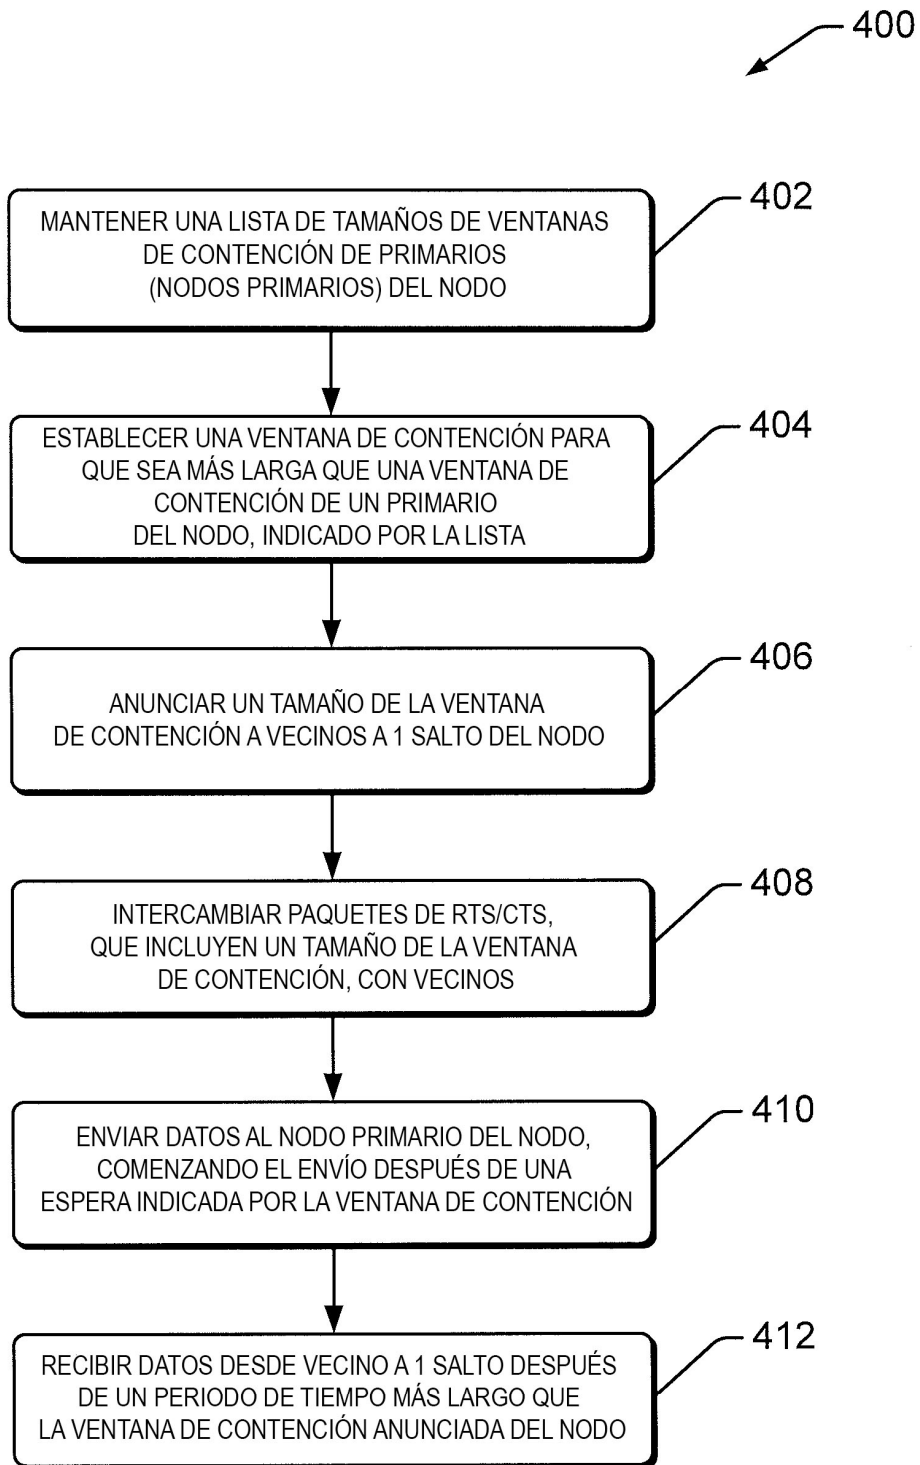 400
402
MANTENER UNA LISTA DE TAMAÑOS DE VENTANAS
DE CONTENCIÓN DE PRIMARIOS
(NODOS PRIMARIOS) DEL NODO
404
ESTABLECER UNA VENTANA DE CONTENCIÓN PARA
QUE SEA MÁS LARGA QUE UNA VENTANA DE
CONTENCIÓN DE UN PRIMARIO
DEL NODO, INDICADO POR LA LISTA
406
ANUNCIAR UN TAMAÑO DE LA VENTANA
DE CONTENCIÓN A VECINOS A 1 SALTO DEL NODO
408
INTERCAMBIAR PAQUETES DE RTS/CTS,
QUE INCLUYEN UN TAMAÑO DE LA VENTANA
DE CONTENCIÓN, CON VECINOS
410
ENVIAR DATOS AL NODO PRIMARIO DEL NODO,
COMENZANDO EL ENVÍO DESPUÉS DE UNA
ESPERA INDICADA POR LA VENTANA DE CONTENCIÓN
412
RECIBIR DATOS DESDE VECINO A 1 SALTO DESPUÉS
DE UN PERIODO DE TIEMPO MÁS LARGO QUE
LA VENTANA DE CONTENCIÓN ANUNCIADA DEL NODO